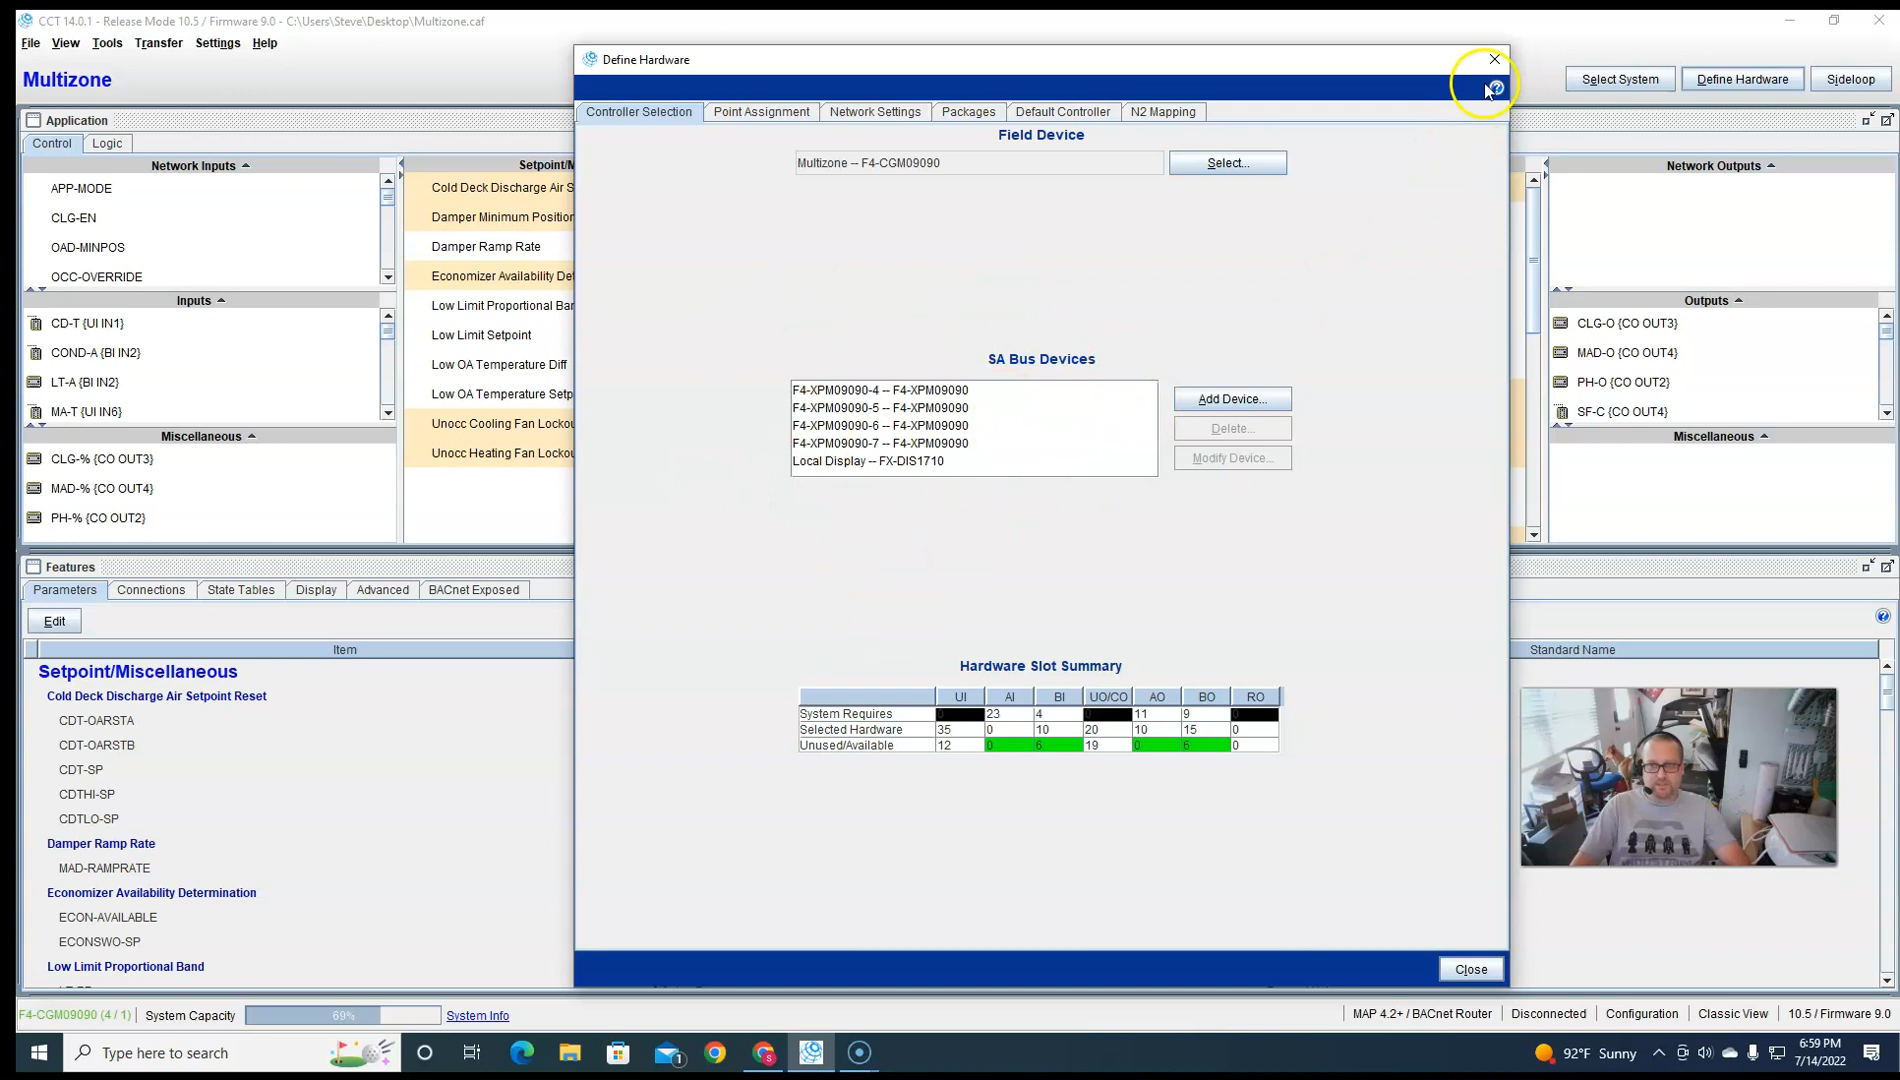 CCT 14.0.1 - Release Mode 10.5 / Firmware 9.0 - C:\Users\Steve\Desktop\Multizone.caf
File View Tools Transfer Settings Help
Multizone
Select System Define Hardware Sideloop
Application
Control Logic
Network Inputs
APP-MODE
CLG-EN
OAD-MINPOS
OCC-OVERRIDE
Inputs
CD-T {UI IN1}
COND-A {BI IN2}
LT-A {BI IN2}
MA-T {UI IN6}
Miscellaneous
CLG-% {CO OUT3}
MAD-% {CO OUT4}
PH-% {CO OUT2}
Setpoint/M
Cold Deck Discharge Air S
Damper Minimum Position
Damper Ramp Rate
Economizer Availability De
Low Limit Proportional Ban
Low Limit Setpoint
Low OA Temperature Diff
Low OA Temperature Setp
Unocc Cooling Fan Lockou
Unocc Heating Fan Lockou
Define Hardware
Controller Selection Point Assignment Network Settings Packages Default Controller N2 Mapping
Field Device
Multizone -- F4-CGM09090 Select...
SA Bus Devices
F4-XPM09090-4 -- F4-XPM09090
F4-XPM09090-5 -- F4-XPM09090
F4-XPM09090-6 -- F4-XPM09090
F4-XPM09090-7 -- F4-XPM09090
Local Display -- FX-DIS1710
Add Device...
Delete...
Modify Device...
Hardware Slot Summary
UI AI BI UO/CO AO BO RO
System Requires 0 23 4 0 11 9 0
Selected Hardware 35 0 10 20 10 15 0
Unused/Available 12 0 6 19 0 6 0
Close
Network Outputs
Outputs
CLG-O {CO OUT3}
MAD-O {CO OUT4}
PH-O {CO OUT2}
SF-C {CO OUT4}
Miscellaneous
Features
Parameters Connections State Tables Display Advanced BACnet Exposed
Edit
Item Standard Name
Setpoint/Miscellaneous
Cold Deck Discharge Air Setpoint Reset
CDT-OARSTA
CDT-OARSTB
CDT-SP
CDTHI-SP
CDTLO-SP
Damper Ramp Rate
MAD-RAMPRATE
Economizer Availability Determination
ECON-AVAILABLE
ECONSWO-SP
Low Limit Proportional Band
F4-CGM09090 (4 / 1) System Capacity 69% System Info
MAP 4.2+ / BACnet Router Disconnected Configuration Classic View 10.5 / Firmware 9.0
Type here to search
92°F Sunny
6:59 PM
7/14/2022